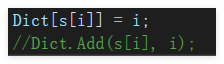 Dict[s[i]] = i;
//Dict.Add(s[i], i);